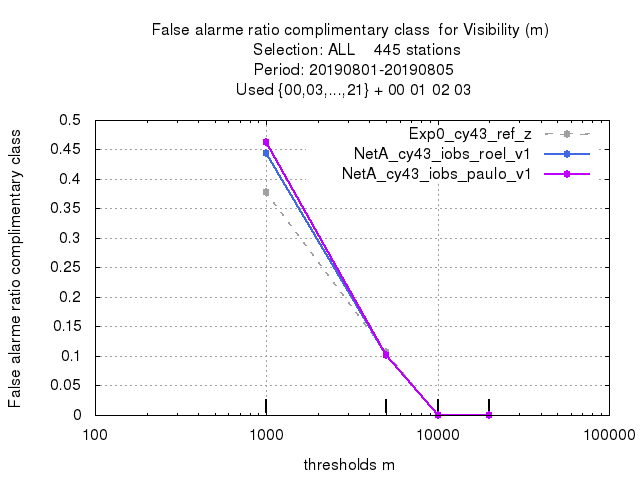 False alarme ratio complimentary class  for Visibility (m)
Selection: ALL    445 stations
Period: 20190801-20190805
Used {00,03,...,21} + 00 01 02 03
Exp0_cy43_ref_z
NetA_cy43_iobs_roel_v1
NetA_cy43_iobs_paulo_v1
False alarme ratio complimentary class
0.5
0.45
0.4
0.35
0.3
0.25
0.2
0.15
0.1
0.05
0
100
1000
10000
100000
thresholds m